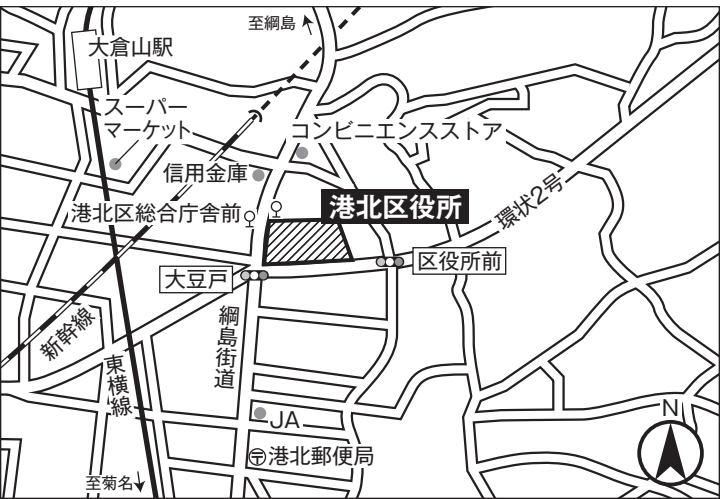 至綱島
大倉山駅
スーパー
マーケット
コンビニエンスストア
信用金庫
港北区総合庁舎前
港北区役所
環状2号
大豆戸
区役所前
新幹線
東横線
綱島街道
JA
〒港北郵便局
至菊名
N